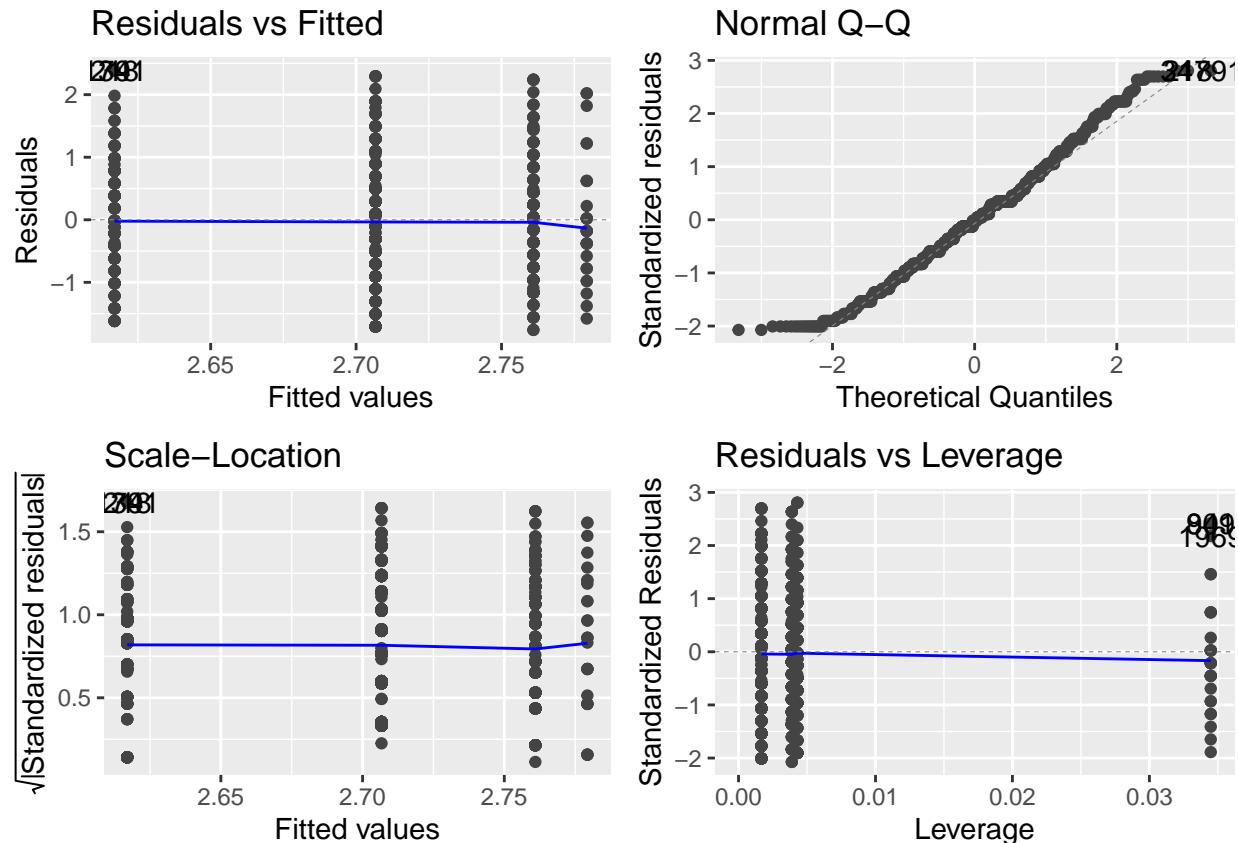 Residuals vs Fitted
2
1
0
−1
Residuals
2.65
2.70
2.75
Fitted values
Normal Q−Q
3
2
1
0
−1
−2
Standardized residuals
−2
0
2
Theoretical Quantiles
Scale−Location
1.5
1.0
0.5
√|Standardized residuals|
2.65
2.70
2.75
Fitted values
Residuals vs Leverage
3
2
1
0
−1
−2
Standardized Residuals
1969
0.00
0.01
0.02
0.03
Leverage